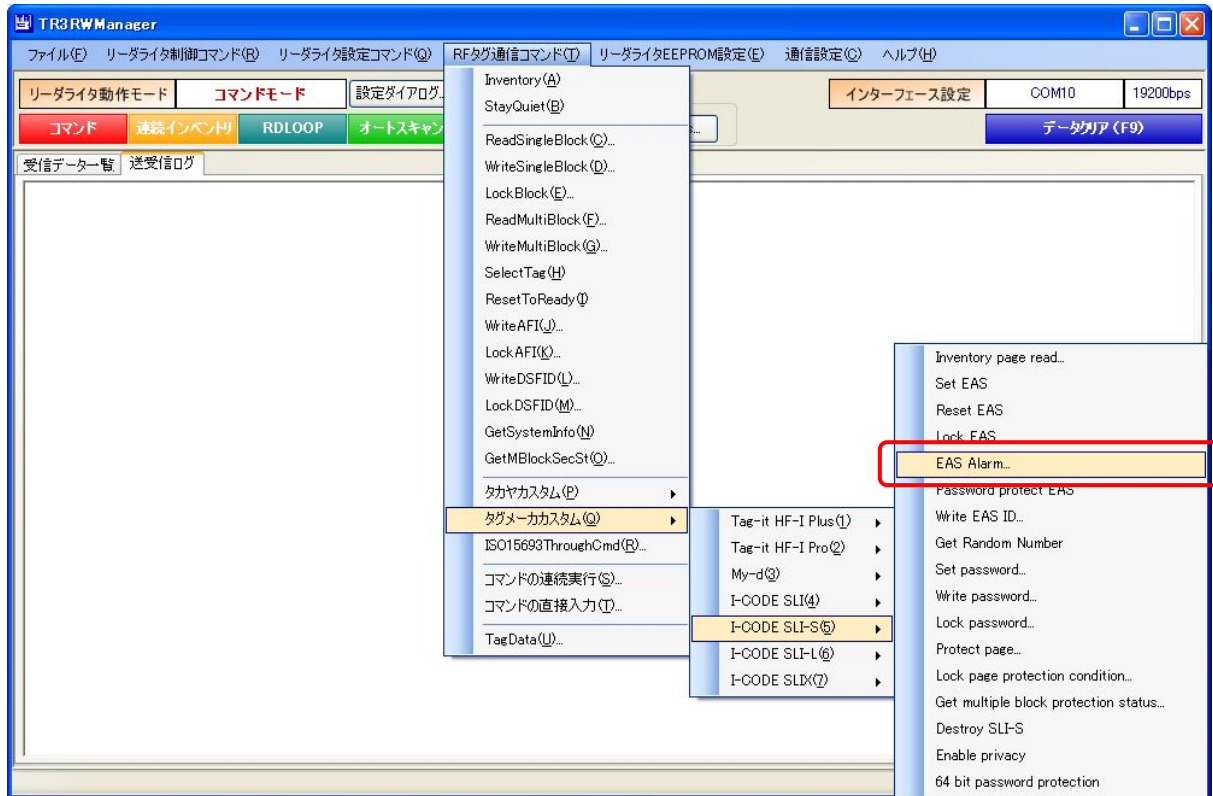 TR3RWManager
ファイル(F) リーダライタ制御コマンド(R) リーダライタ設定コマンド(Q) RFタグ通信コマンド(T) リーダライタEEPROM設定(E) 通信設定(C) ヘルプ(H)
リーダライタ動作モード コマンドモード 設定ダイアログ... インターフェース設定 COM10 19200bps
コマンド 連続インベントリ RDLOOP オートスキャン データクリア(F9)
受信データ一覧 送受信ログ
Inventory(A)
StayQuiet(B)
ReadSingleBlock(C)...
WriteSingleBlock(D)...
LockBlock(E)...
ReadMultiBlock(F)...
WriteMultiBlock(G)...
SelectTag(H)
ResetToReady(I)
WriteAFI(J)...
LockAFI(K)...
WriteDSFID(L)...
LockDSFID(M)...
GetSystemInfo(N)
GetMBlockSecSt(O)...
タカヤカスタム(P)
タグメーカカスタム(Q)
ISO15693ThroughCmd(R)...
コマンドの連続実行(S)...
コマンドの直接入力(T)...
TagData(U)...
Tag-it HF-I Plus(1)
Tag-it HF-I Pro(2)
My-d(3)
I-CODE SLI(4)
I-CODE SLI-S(5)
I-CODE SLI-L(6)
I-CODE SLIX(7)
Inventory page read...
Set EAS
Reset EAS
Lock EAS
EAS Alarm...
Password protect EAS
Write EAS ID...
Get Random Number
Set password...
Write password...
Lock password...
Protect page...
Lock page protection condition...
Get multiple block protection status...
Destroy SLI-S
Enable privacy
64 bit password protection